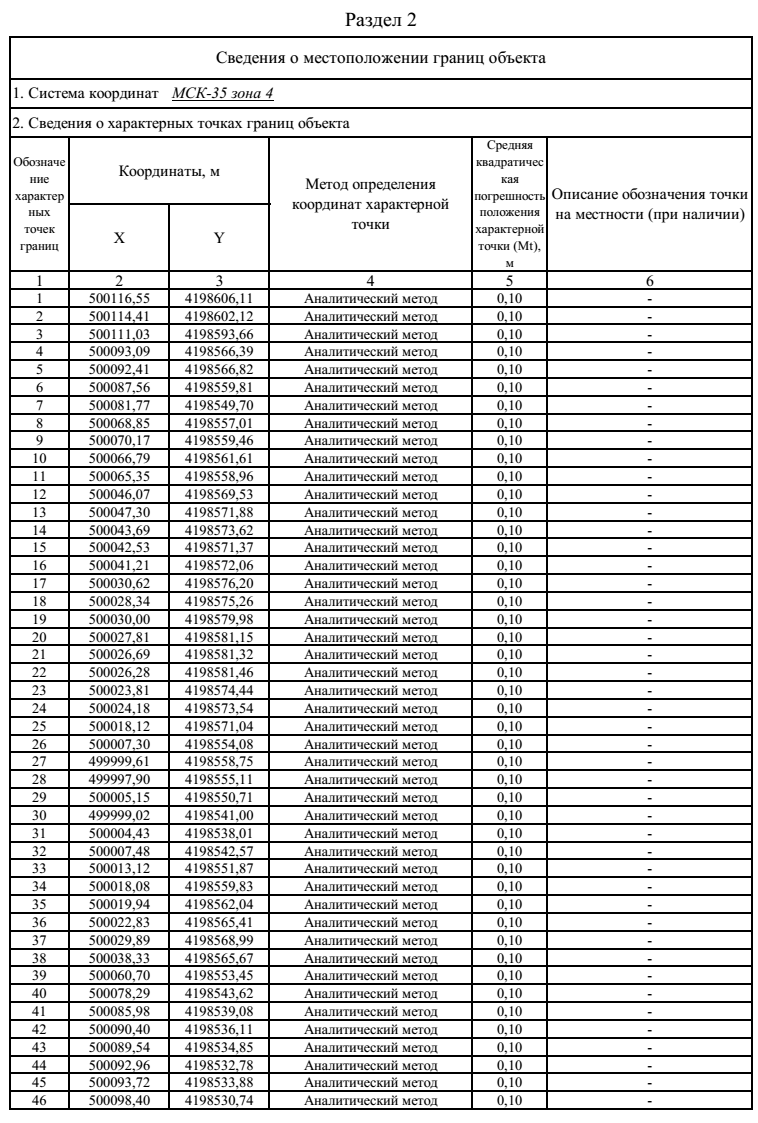 Раздел 2
Сведения о местоположении границ объекта
1. Система координат МСК-35 зона 4
2. Сведения о характерных точках границ объекта
Обозначе
ние
характер
ных
точек
границ
Координаты, м
X Y
Метод определения
координат характерной
точки
Средняя
квадратичес
кая
погрешность
положения
характерной
точки (Mt),
м
Описание обозначения точки
на местности (при наличии)
1 2 3 4 5 6
1 500116,55 4198606,11 Аналитический метод 0,10 -
2 500114,41 4198602,12 Аналитический метод 0,10 -
3 500111,03 4198593,66 Аналитический метод 0,10 -
4 500093,09 4198566,39 Аналитический метод 0,10 -
5 500092,41 4198566,82 Аналитический метод 0,10 -
6 500087,56 4198559,81 Аналитический метод 0,10 -
7 500081,77 4198549,70 Аналитический метод 0,10 -
8 500068,85 4198557,01 Аналитический метод 0,10 -
9 500070,17 4198559,46 Аналитический метод 0,10 -
10 500066,79 4198561,61 Аналитический метод 0,10 -
11 500065,35 4198558,96 Аналитический метод 0,10 -
12 500046,07 4198569,53 Аналитический метод 0,10 -
13 500047,30 4198571,88 Аналитический метод 0,10 -
14 500043,69 4198573,62 Аналитический метод 0,10 -
15 500042,53 4198571,37 Аналитический метод 0,10 -
16 500041,21 4198572,06 Аналитический метод 0,10 -
17 500030,62 4198576,20 Аналитический метод 0,10 -
18 500028,34 4198575,26 Аналитический метод 0,10 -
19 500030,00 4198579,98 Аналитический метод 0,10 -
20 500027,81 4198581,15 Аналитический метод 0,10 -
21 500026,69 4198581,32 Аналитический метод 0,10 -
22 500026,28 4198581,46 Аналитический метод 0,10 -
23 500023,81 4198574,44 Аналитический метод 0,10 -
24 500024,18 4198573,54 Аналитический метод 0,10 -
25 500018,12 4198571,04 Аналитический метод 0,10 -
26 500007,30 4198554,08 Аналитический метод 0,10 -
27 499999,61 4198558,75 Аналитический метод 0,10 -
28 499997,90 4198555,11 Аналитический метод 0,10 -
29 500005,15 4198550,71 Аналитический метод 0,10 -
30 499999,02 4198541,00 Аналитический метод 0,10 -
31 500004,43 4198538,01 Аналитический метод 0,10 -
32 500007,48 4198542,57 Аналитический метод 0,10 -
33 500013,12 4198551,87 Аналитический метод 0,10 -
34 500018,08 4198559,83 Аналитический метод 0,10 -
35 500019,94 4198562,04 Аналитический метод 0,10 -
36 500022,83 4198565,41 Аналитический метод 0,10 -
37 500029,89 4198568,99 Аналитический метод 0,10 -
38 500038,33 4198565,67 Аналитический метод 0,10 -
39 500060,70 4198553,45 Аналитический метод 0,10 -
40 500078,29 4198543,62 Аналитический метод 0,10 -
41 500085,98 4198539,08 Аналитический метод 0,10 -
42 500090,40 4198536,11 Аналитический метод 0,10 -
43 500089,54 4198534,85 Аналитический метод 0,10 -
44 500092,96 4198532,78 Аналитический метод 0,10 -
45 500093,72 4198533,88 Аналитический метод 0,10 -
46 500098,40 4198530,74 Аналитический метод 0,10 -